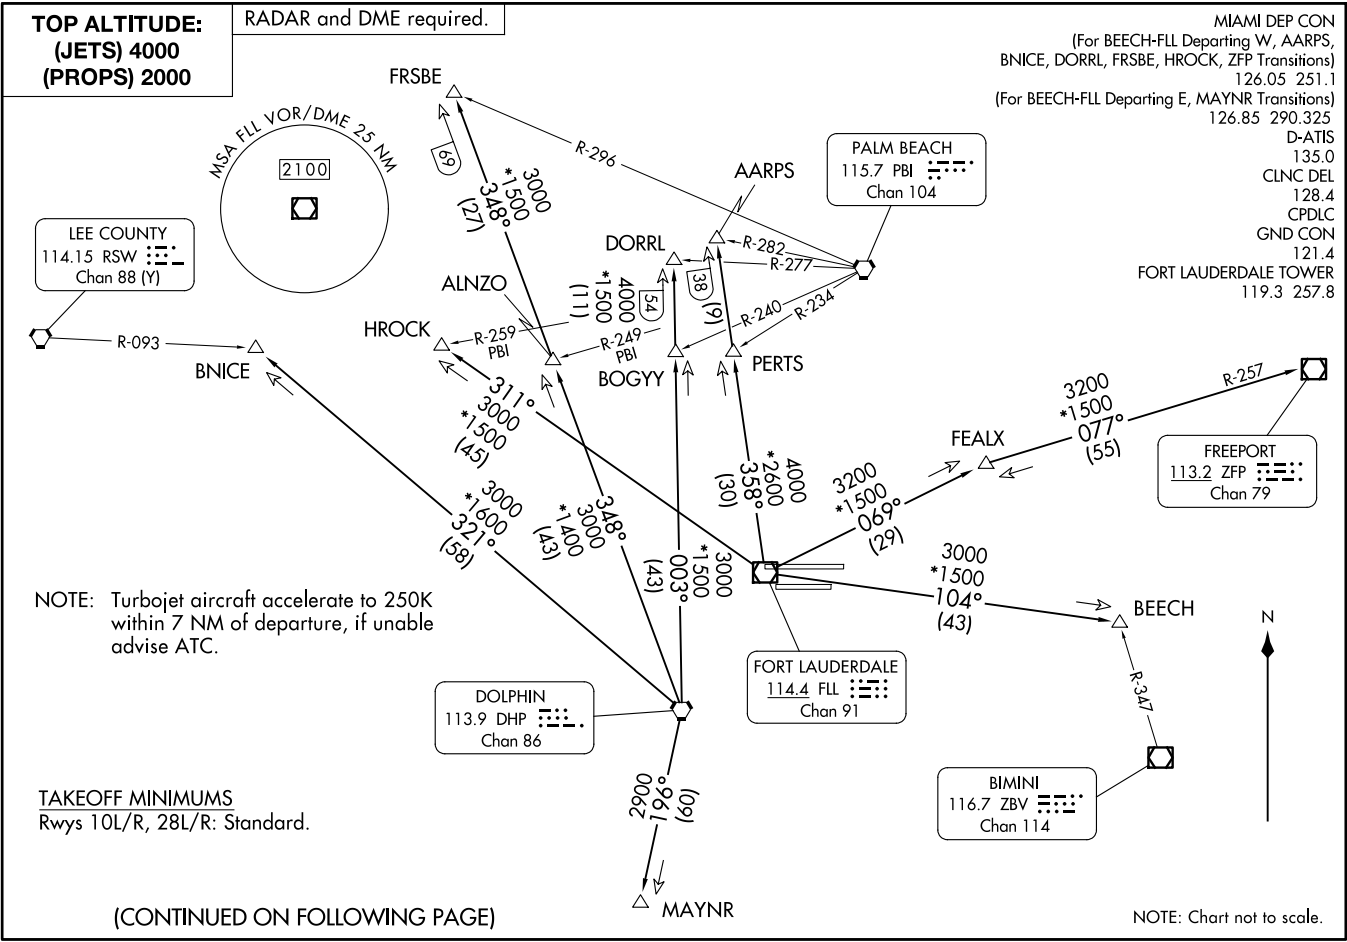 TOP ALTITUDE:
(JETS) 4000
(PROPS) 2000
RADAR and DME required.
MIAMI DEP CON
(For BEECH-FLL Departing W, AARPS,
BNICE, DORRL, FRSBE, HROCK, ZFP Transitions)
126.05 251.1
(For BEECH-FLL Departing E, MAYNR Transitions)
126.85 290.325
D-ATIS
135.0
CLNC DEL
128.4
CPDLC
GND CON
121.4
FORT LAUDERDALE TOWER
119.3 257.8
MSA FLL VOR/DME 25 NM
2100
FRSBE
69
3000
*1500
348°
(27)
R-296
PALM BEACH
115.7 PBI
Chan 104
AARPS
R-282
R-277
DORRL
38
(9)
54
4000
*1500
(11)
R-240
R-234
LEE COUNTY
114.15 RSW
Chan 88 (Y)
R-093
BNICE
ALNZO
HROCK
R-259
PBI
R-249
PBI
BOGYY
PERTS
311°
3000
*1500
(45)
R-257
3200
*1500
077°
(55)
FEALX
FREEPORT
113.2 ZFP
Chan 79
4000
*2600
358°
(30)
3200
*1500
069°
(29)
3000
*1600
321°
(58)
348°
3000
*1400
(43)
3000
*1500
003°
(43)
3000
*1500
104°
(43)
BEECH
R-347
N
NOTE: Turbojet aircraft accelerate to 250K
within 7 NM of departure, if unable
advise ATC.
FORT LAUDERDALE
114.4 FLL
Chan 91
DOLPHIN
113.9 DHP
Chan 86
BIMINI
116.7 ZBV
Chan 114
2900
196°
(60)
MAYNR
TAKEOFF MINIMUMS
Rwys 10L/R, 28L/R: Standard.
(CONTINUED ON FOLLOWING PAGE)
NOTE: Chart not to scale.